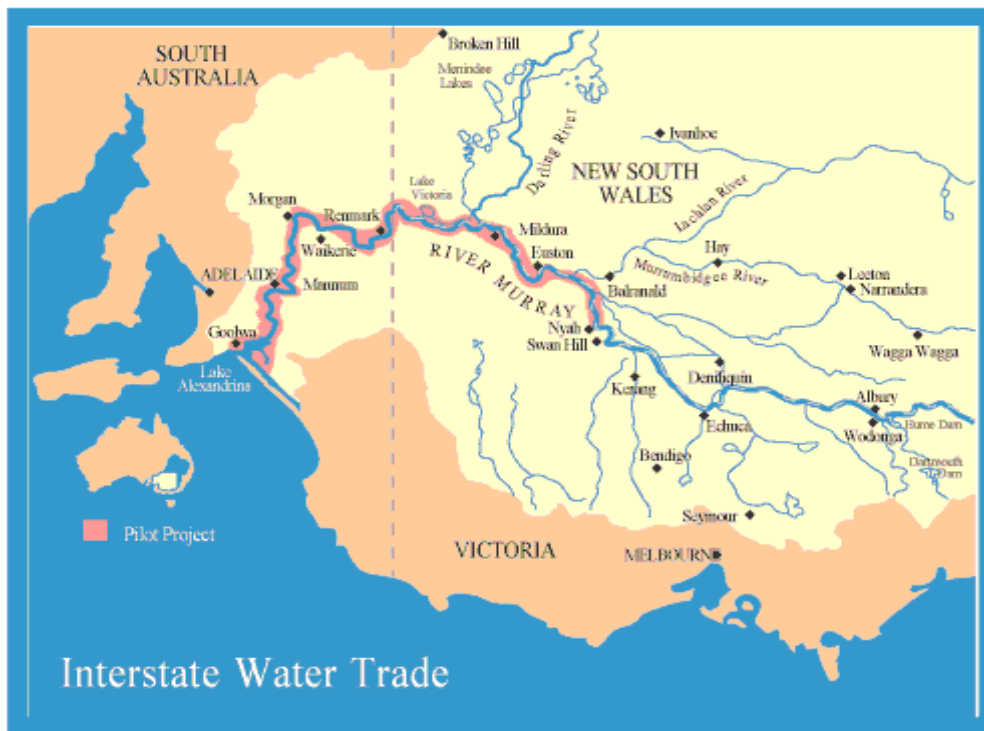 SOUTH
AUSTRALIA
Broken Hill
Menindee
Lakes
Darling River
Ivanhoe
NEW SOUTH
WALES
Lachlan River
Lake
Victoria
Morgan
Renmark
Waikerie
Mildura
Euston
RIVER MURRAY
Hay
Murrumbidgee River
Balranald
Leeton
Narrandera
ADELAIDE
Mannum
Goolwa
Lake
Alexandrina
Nyah
Swan Hill
Wagga Wagga
Kerang
Deniliquin
Echuca
Albury
Hume Dam
Wodonga
Dartmouth
Dam
Bendigo
Seymour
Pilot Project
VICTORIA
MELBOURNE
Interstate Water Trade